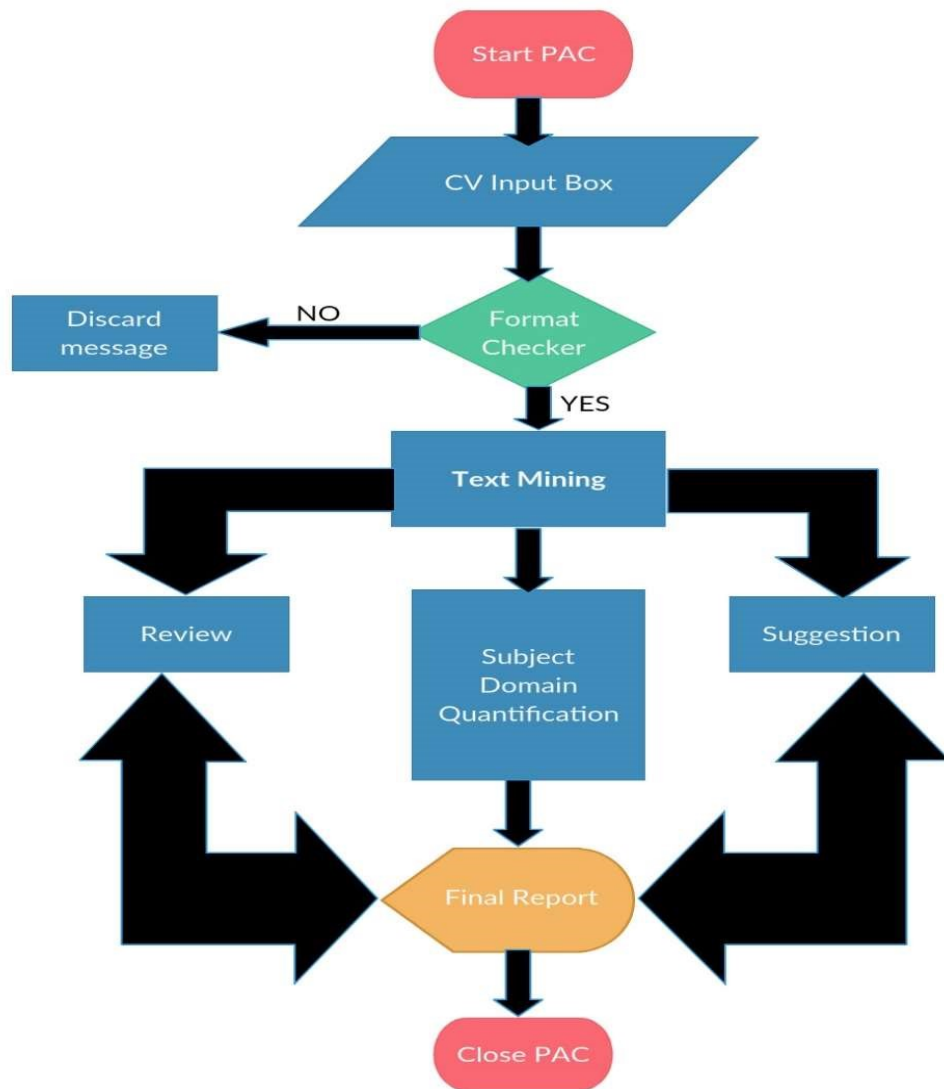 Start PAC
CV Input Box
NO
Discard
message
Format
Checker
YES
Text Mining
Review
Subject
Domain
Quantification
Suggestion
Final Report
Close PAC